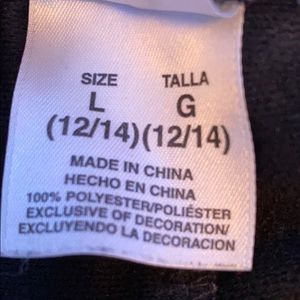 SIZE TALLA
L G
(12/14)(12/14)
MADE IN CHINA
HECHO EN CHINA
100% POLYESTER/POLIÉSTER
EXCLUSIVE OF DECORATION/
EXCLUYENDO LA DECORACION